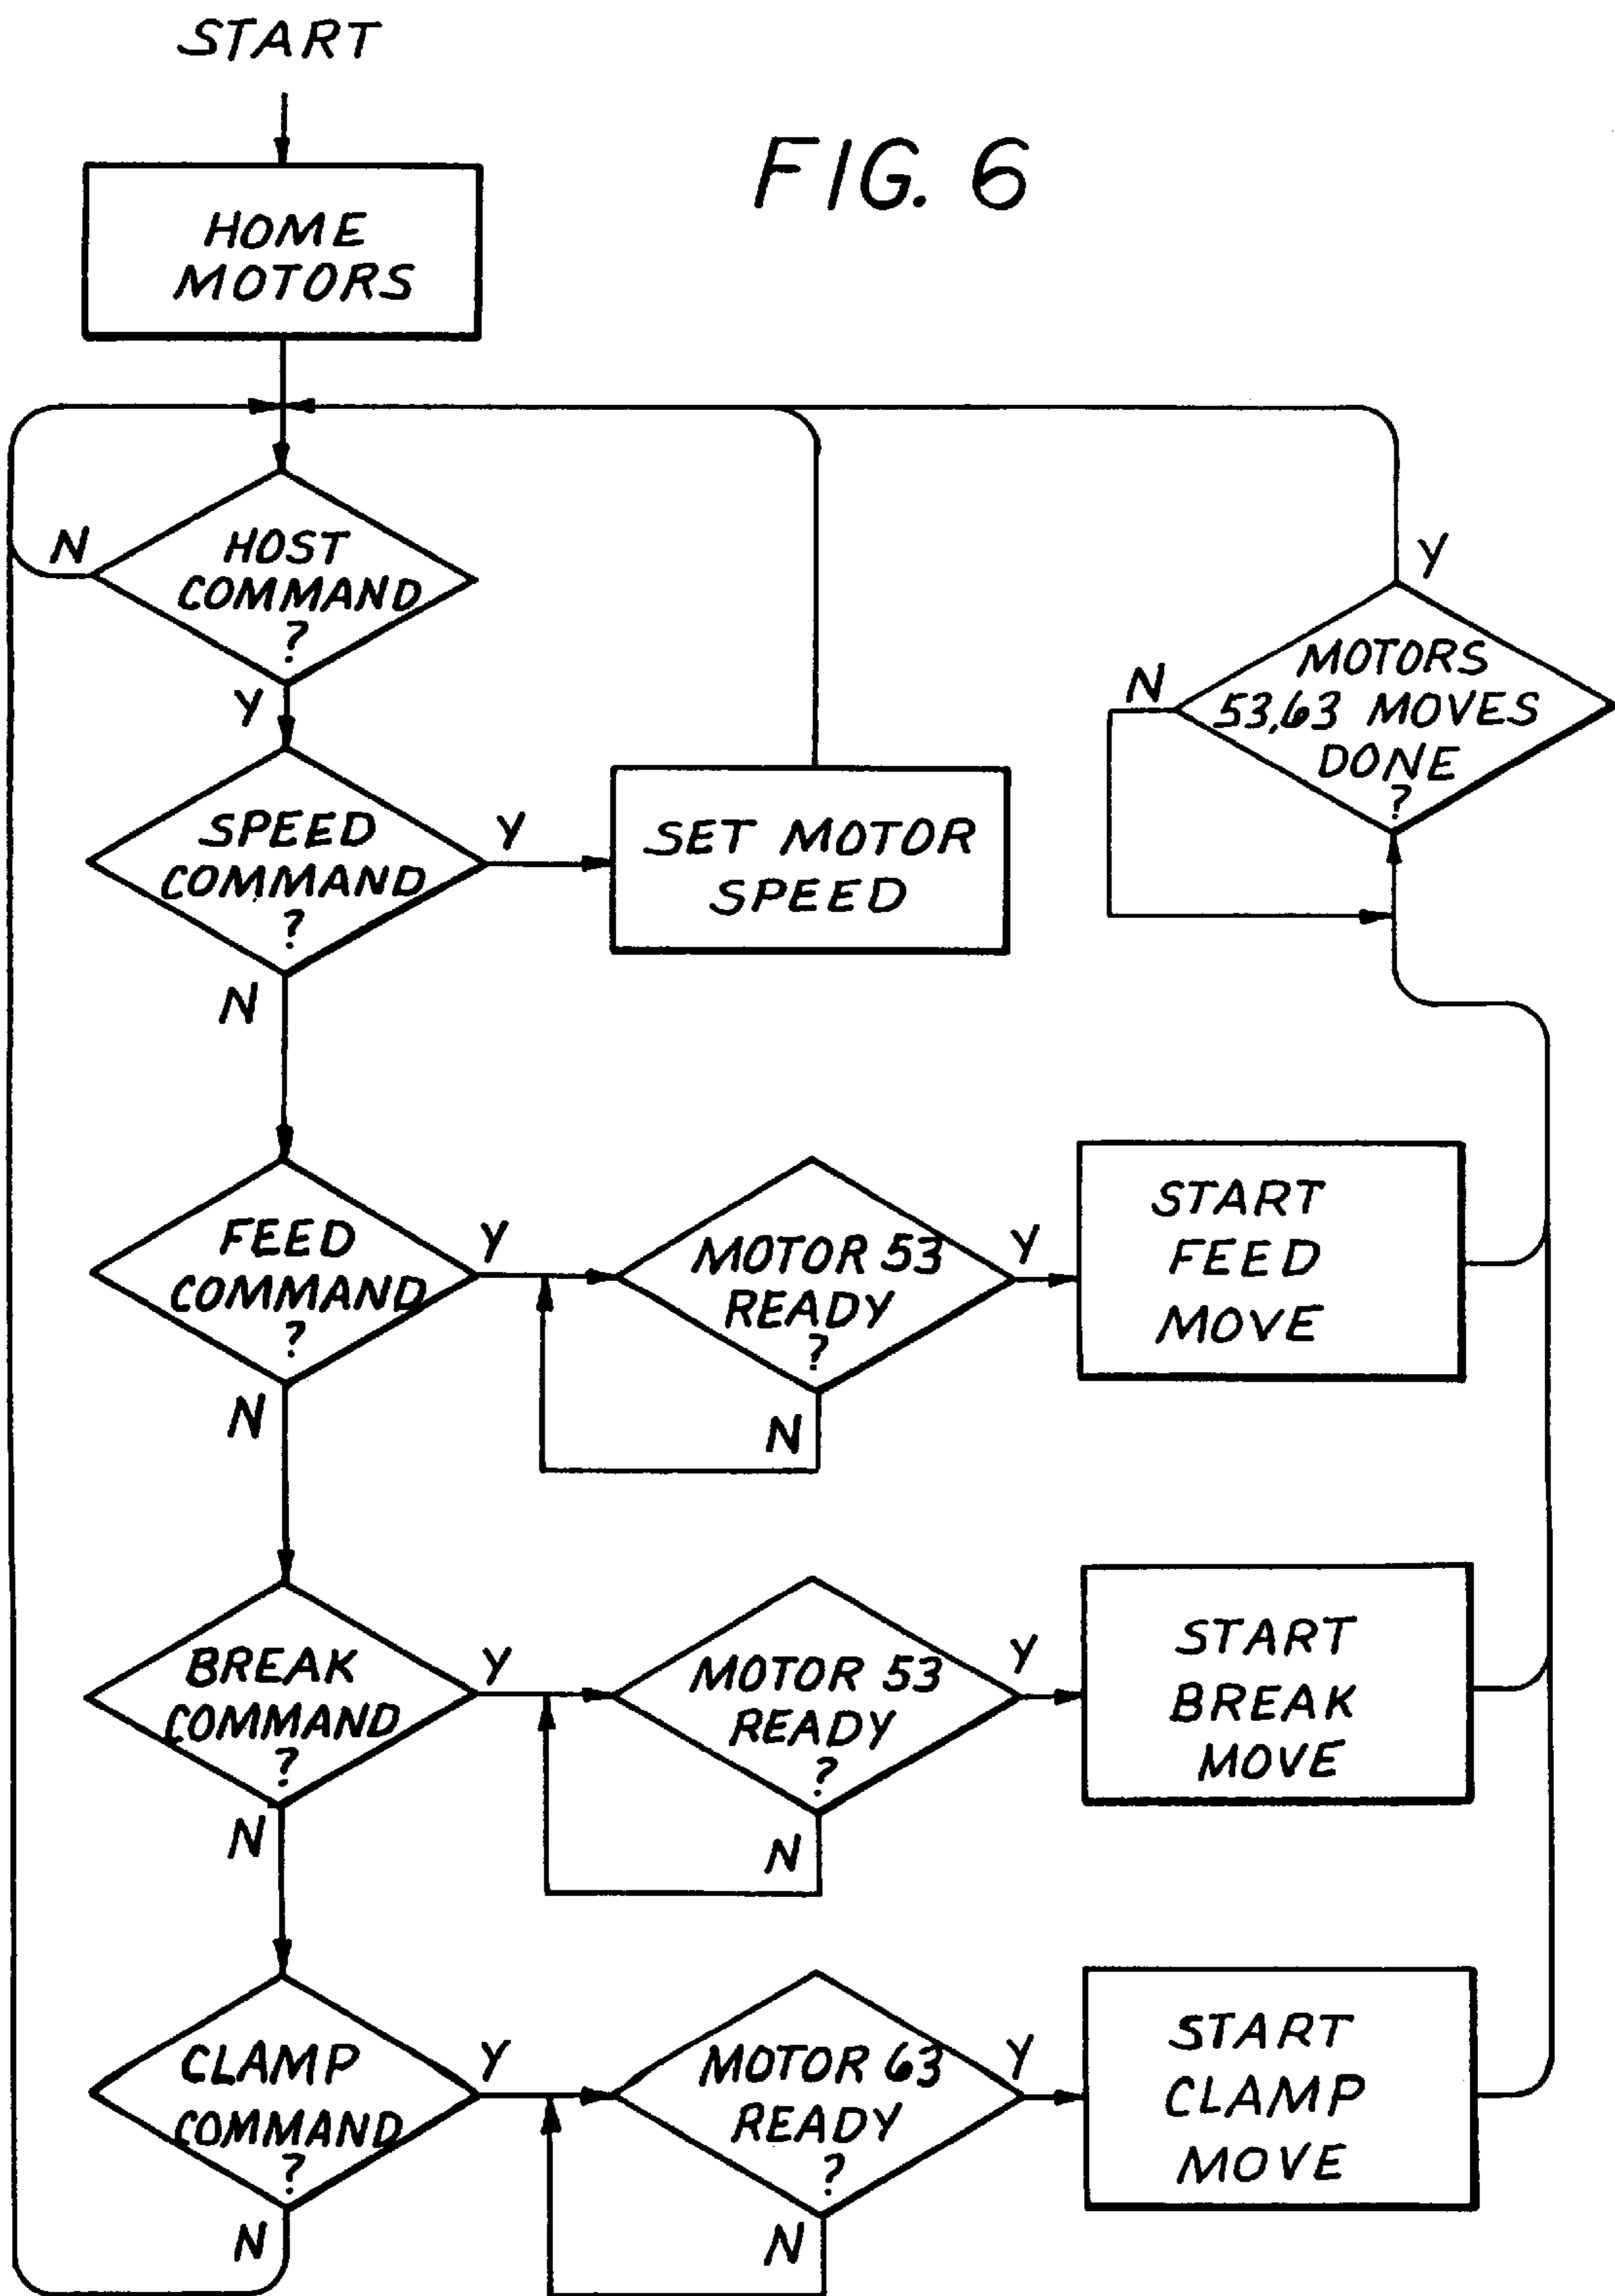 START
FIG. 6
HOME
MOTORS
HOST
COMMAND
?
N
Y
SPEED
COMMAND
?
Y
N
SET MOTOR
SPEED
MOTORS
53,63 MOVES
DONE
?
N
Y
FEED
COMMAND
?
Y
N
MOTOR 53
READY
?
Y
N
START
FEED
MOVE
BREAK
COMMAND
?
Y
N
MOTOR 53
READY
?
Y
N
START
BREAK
MOVE
CLAMP
COMMAND
?
Y
N
MOTOR 63
READY
?
Y
N
START
CLAMP
MOVE